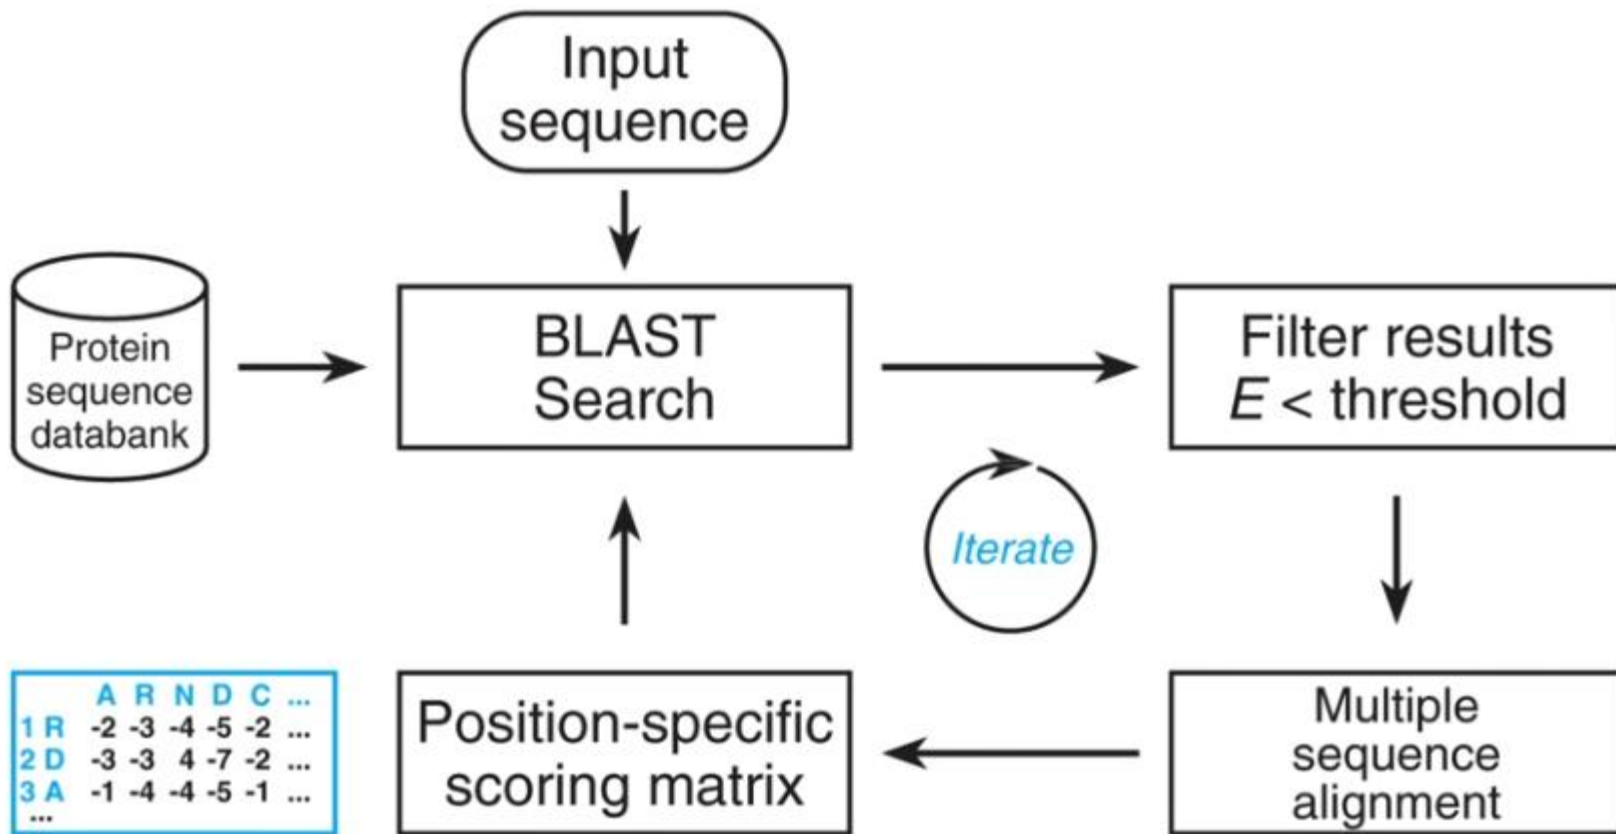 Input
sequence
Protein
sequence
databank
BLAST
Search
Filter results
E < threshold
Iterate
A R N D C ...
1 R -2 -3 -4 -5 -2 ...
2 D -3 -3 4 -7 -2 ...
3 A -1 -4 -4 -5 -1 ...
...
Position-specific
scoring matrix
Multiple
sequence
alignment